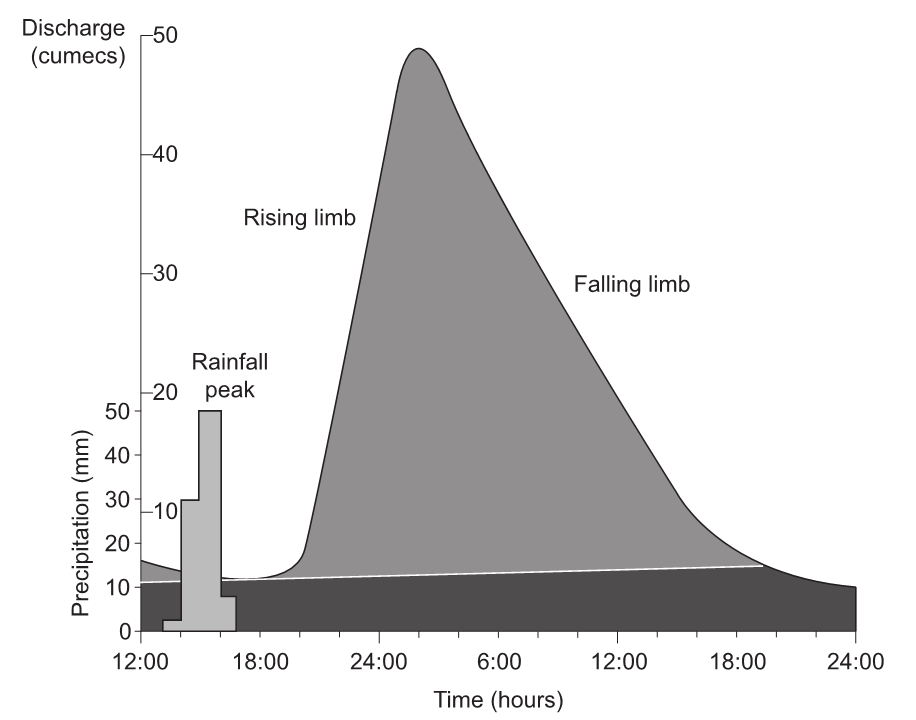 Discharge
(cumecs)
50
40
Rising limb
30
Falling limb
Rainfall
peak
20
10
Precipitation (mm)
50
40
30
20
10
0
12:00
18:00
24:00
6:00
12:00
18:00
24:00
Time (hours)